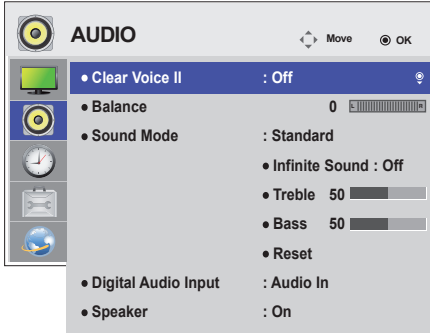 AUDIO Move OK
• Clear Voice II : Off
• Balance 0 L R
• Sound Mode : Standard
• Infinite Sound : Off
• Treble 50
• Bass 50
• Reset
• Digital Audio Input : Audio In
• Speaker : On